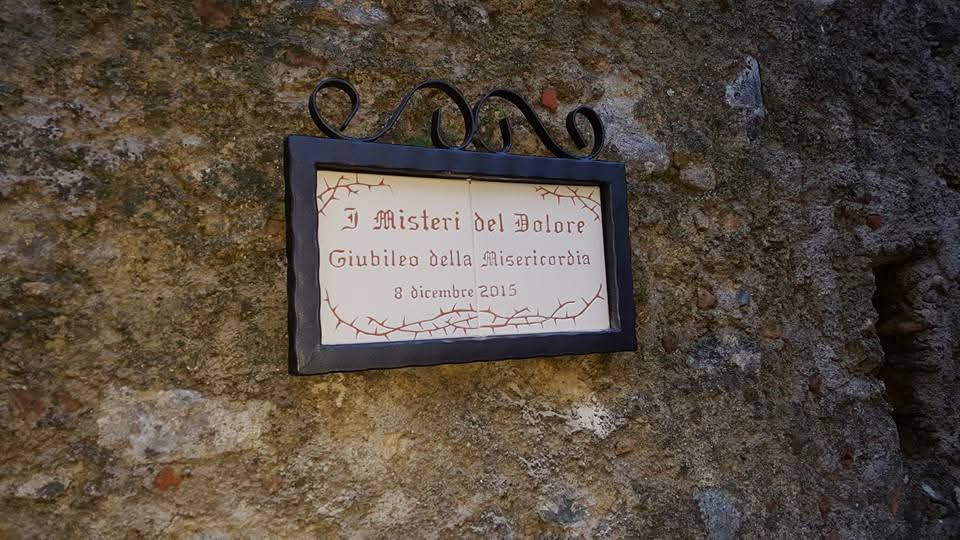 I Misteri del Dolore
Giubileo della Misericordia
8 dicembre 2015